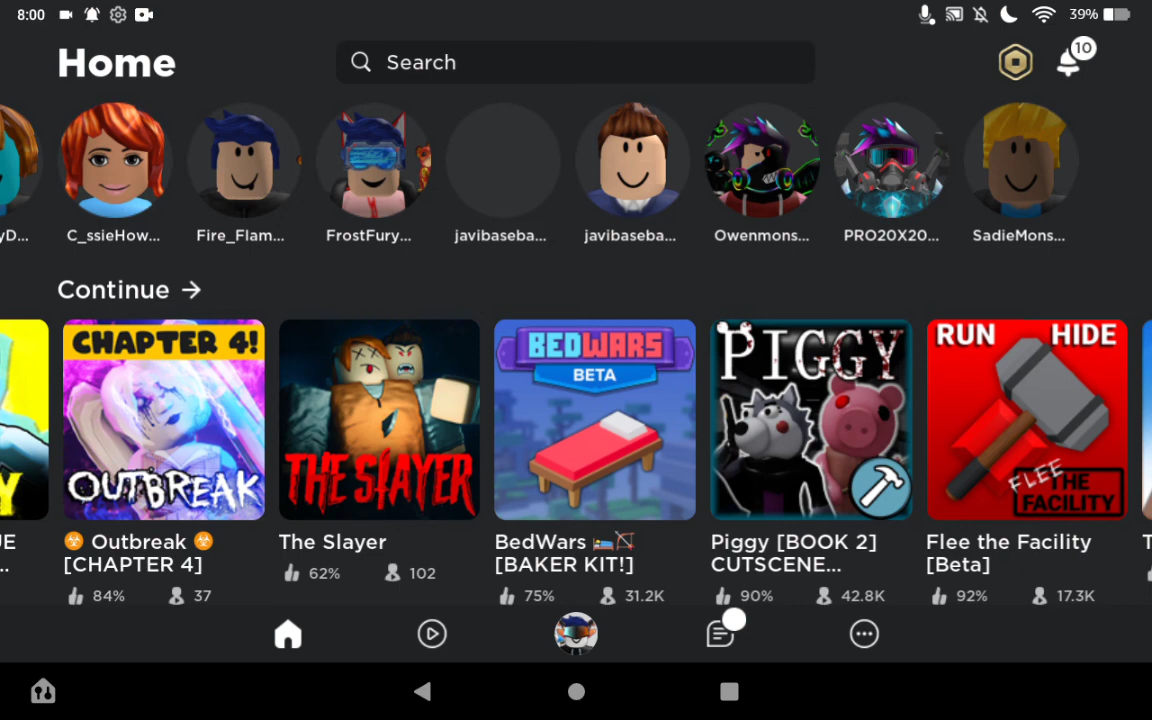 8:00
39%
Home
Search
10
yD...
C_ssieHow...
Fire_Flam...
FrostFury...
javibaseba...
javibaseba...
Owenmons...
PRO20X20...
SadieMons...
Continue →
Y
CHAPTER 4!
OUTBREAK
THE SLAYER
BEDWARS
BETA
PIGGY
RUN HIDE
FLEE THE FACILITY
UE
...
☣ Outbreak ☣
[CHAPTER 4]
84% 37
The Slayer
62% 102
BedWars 🛌🏹
[BAKER KIT!]
75% 31.2K
Piggy [BOOK 2]
CUTSCENE...
90% 42.8K
Flee the Facility
[Beta]
92% 17.3K
T